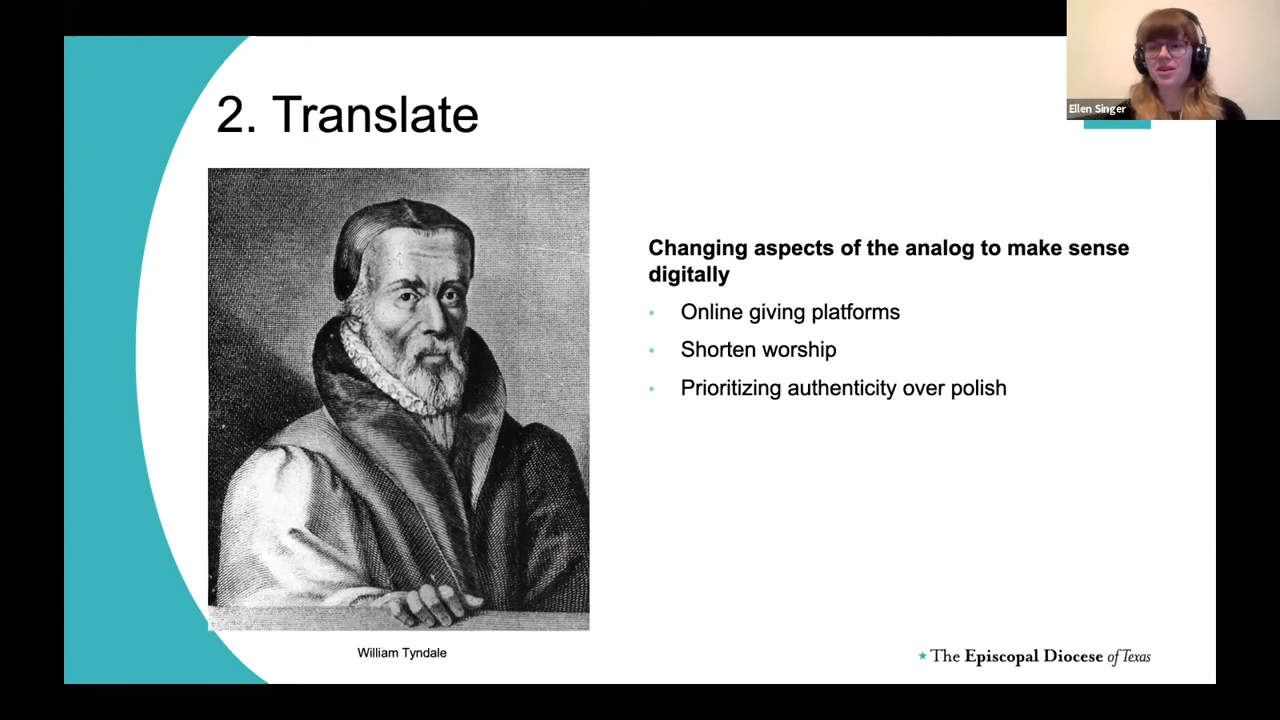 Ellen Singer
2. Translate
Changing aspects of the analog to make sense
digitally
• Online giving platforms
• Shorten worship
• Prioritizing authenticity over polish
William Tyndale
The Episcopal Diocese of Texas